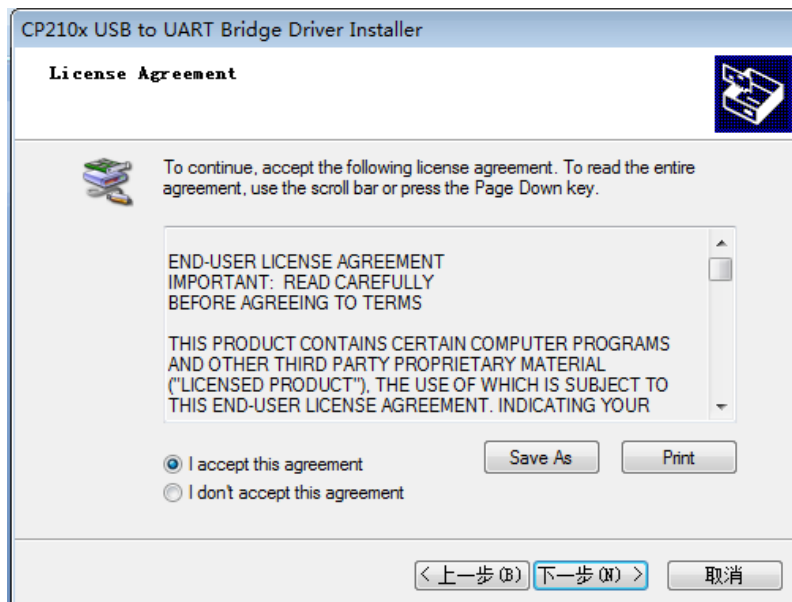 CP210x USB to UART Bridge Driver Installer
License Agreement
To continue, accept the following license agreement. To read the entire
agreement, use the scroll bar or press the Page Down key.
END-USER LICENSE AGREEMENT
IMPORTANT:  READ CAREFULLY
BEFORE AGREEING TO TERMS
THIS PRODUCT CONTAINS CERTAIN COMPUTER PROGRAMS
AND OTHER THIRD PARTY PROPRIETARY MATERIAL
("LICENSED PRODUCT"), THE USE OF WHICH IS SUBJECT TO
THIS END-USER LICENSE AGREEMENT. INDICATING YOUR
I accept this agreement
Save As
Print
I don't accept this agreement
< 上一步(B)
下一步(N) >
取消